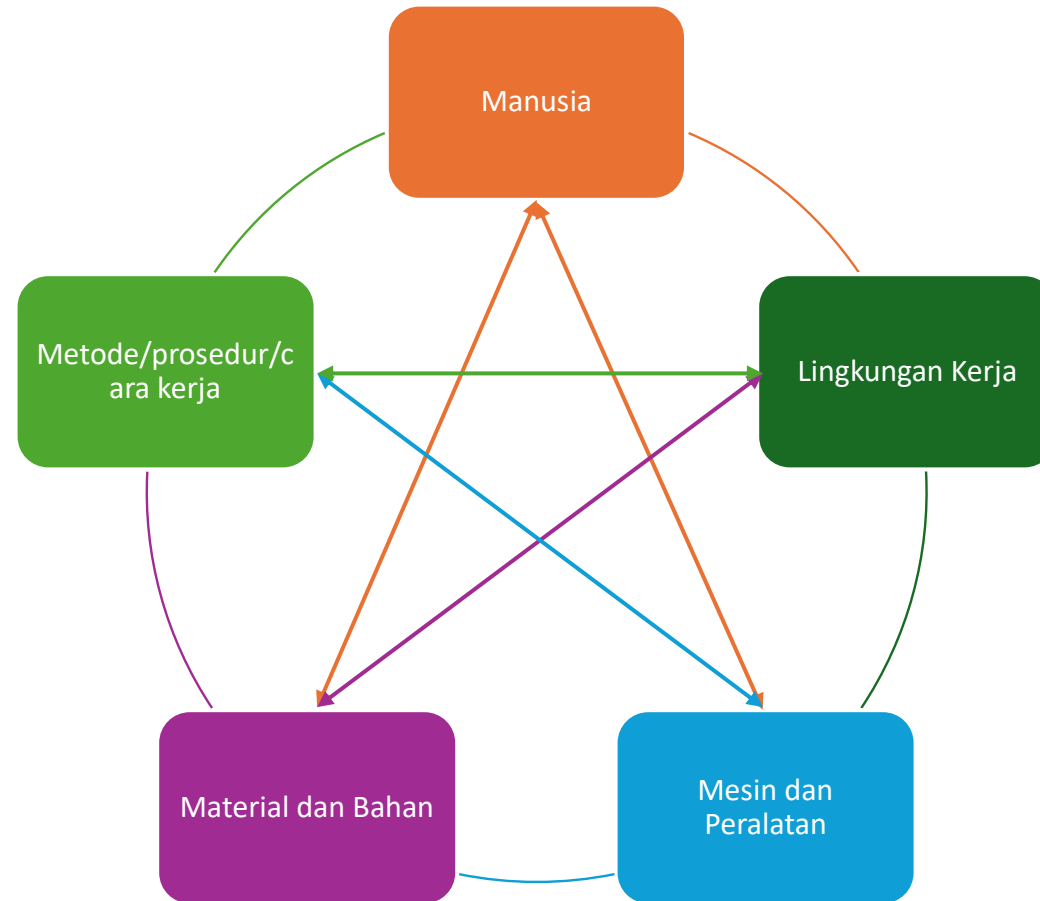 Manusia
Metode/prosedur/c
ara kerja
Lingkungan Kerja
Material dan Bahan
Mesin dan
Peralatan